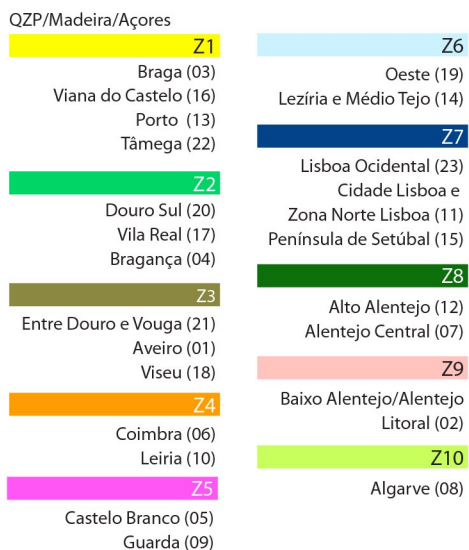 QZP/Madeira/Açores
Z1
Braga (03)
Viana do Castelo (16)
Porto (13)
Tâmega (22)
Z2
Douro Sul (20)
Vila Real (17)
Bragança (04)
Z3
Entre Douro e Vouga (21)
Aveiro (01)
Viseu (18)
Z4
Coimbra (06)
Leiria (10)
Z5
Castelo Branco (05)
Guarda (09)
Z6
Oeste (19)
Lezíria e Médio Tejo (14)
Z7
Lisboa Ocidental (23)
Cidade Lisboa e
Zona Norte Lisboa (11)
Península de Setúbal (15)
Z8
Alto Alentejo (12)
Alentejo Central (07)
Z9
Baixo Alentejo/Alentejo
Litoral (02)
Z10
Algarve (08)